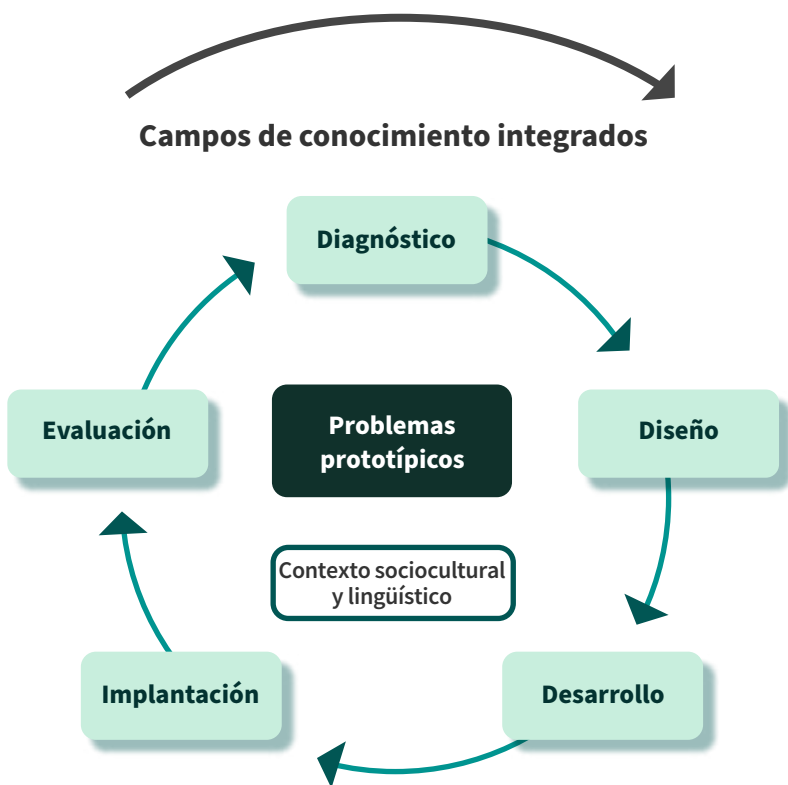 Campos de conocimiento integrados
Diagnóstico
Evaluación
Problemas
prototípicos
Diseño
Contexto sociocultural
y lingüístico
Implantación
Desarrollo